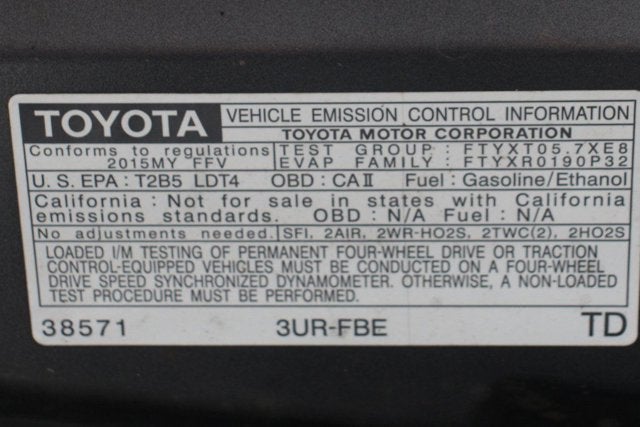 TOYOTA VEHICLE EMISSION CONTROL INFORMATION
TOYOTA MOTOR CORPORATION
Conforms to regulations TEST GROUP : FTYXT05.7XE8
2015MY FFV EVAP FAMILY : FTYXR0190P32
U.S. EPA : T2B5 LDT4 OBD : CAⅡ Fuel : Gasoline/Ethanol
California : Not for sale in states with California
emissions standards. OBD : N/A Fuel : N/A
No adjustments needed. SFI, 2AIR, 2WR-HO2S, 2TWC(2), 2HO2S
LOADED I/M TESTING OF PERMANENT FOUR-WHEEL DRIVE OR TRACTION
CONTROL-EQUIPPED VEHICLES MUST BE CONDUCTED ON A FOUR-WHEEL
DRIVE SPEED SYNCHRONIZED DYNAMOMETER. OTHERWISE, A NON-LOADED
TEST PROCEDURE MUST BE PERFORMED.
38571 3UR-FBE TD